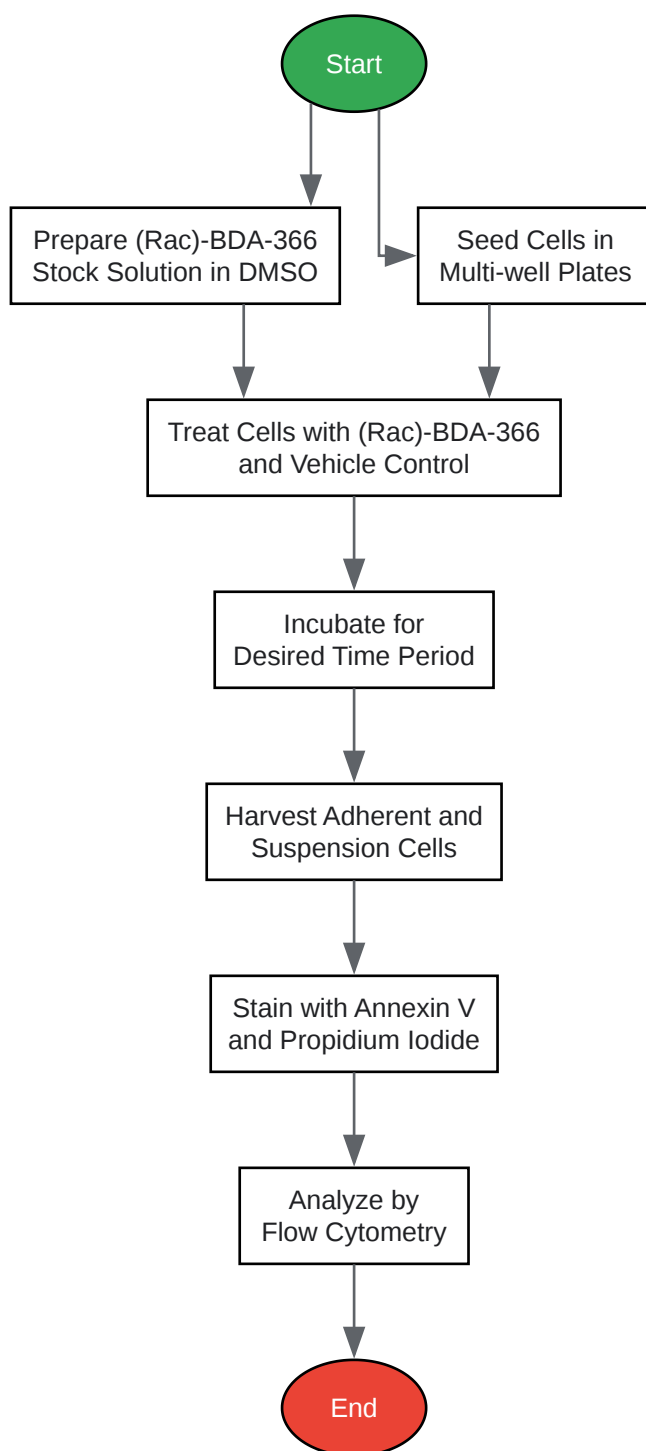 Start
Prepare (Rac)-BDA-366
Stock Solution in DMSO
Seed Cells in
Multi-well Plates
Treat Cells with (Rac)-BDA-366
and Vehicle Control
Incubate for
Desired Time Period
Harvest Adherent and
Suspension Cells
Stain with Annexin V
and Propidium Iodide
Analyze by
Flow Cytometry
End